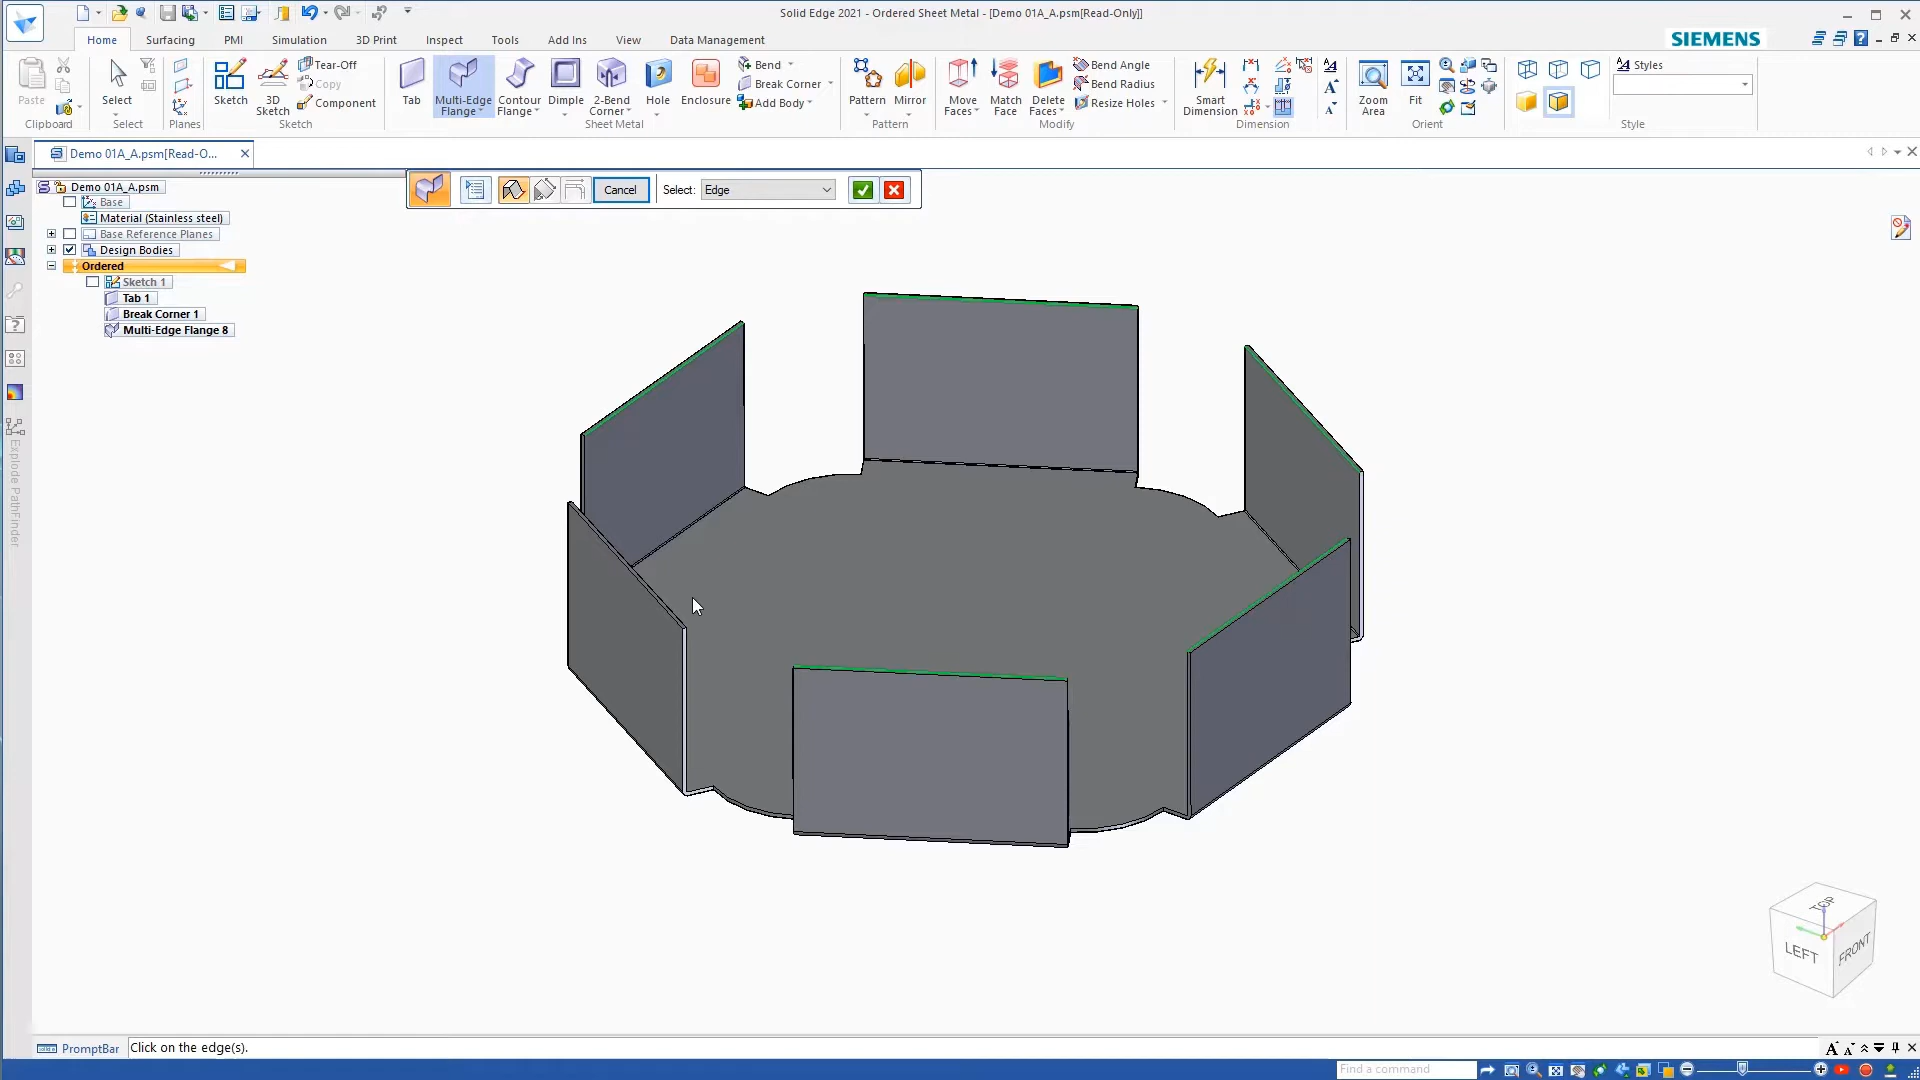 Solid Edge 2021 - Ordered Sheet Metal - [Demo 01A_A.psm[Read-Only]]
Home Surfacing PMI Simulation 3D Print Inspect Tools Add Ins View Data Management
SIEMENS
Paste
Clipboard
Select
Select
Planes
Sketch
3D Sketch
Tear-Off
Copy
Component
Sketch
Tab
Multi-Edge Flange
Contour Flange
Dimple
2-Bend Corner
Hole
Enclosure
Bend
Break Corner
Add Body
Sheet Metal
Pattern
Mirror
Pattern
Move Faces
Match Face
Delete Faces
Bend Angle
Bend Radius
Resize Holes
Modify
Smart Dimension
Dimension
Zoom Area
Fit
Orient
Styles
Style
Demo 01A_A.psm[Read-O...
Demo 01A_A.psm
Base
Material (Stainless steel)
Base Reference Planes
Design Bodies
Ordered
Sketch 1
Tab 1
Break Corner 1
Multi-Edge Flange 8
Cancel
Select: Edge
Explode PathFinder
TOP
LEFT
FRONT
PromptBar
Click on the edge(s).
Find a command